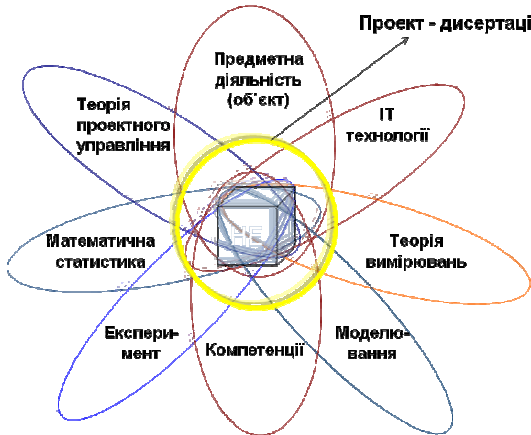 Проект - дисертаці
Предметна
діяльність
(об`єкт)
ІТ
технології
Теорія
проектного
управління
Математична
статистика
Теорія
вимірювань
Експери-
мент
Компетенції
Моделю-
вання